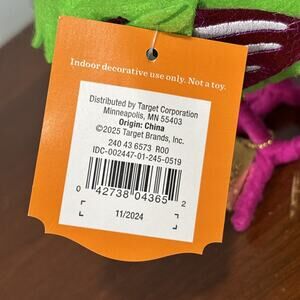 Indoor decorative use only. Not a toy.
Distributed by Target Corporation
Minneapolis, MN 55403
Origin: China
©2025 Target Brands, Inc.
240 43 6573 R00
IDC-002447-01-245-0519
0 42738 04365 2
11/2024